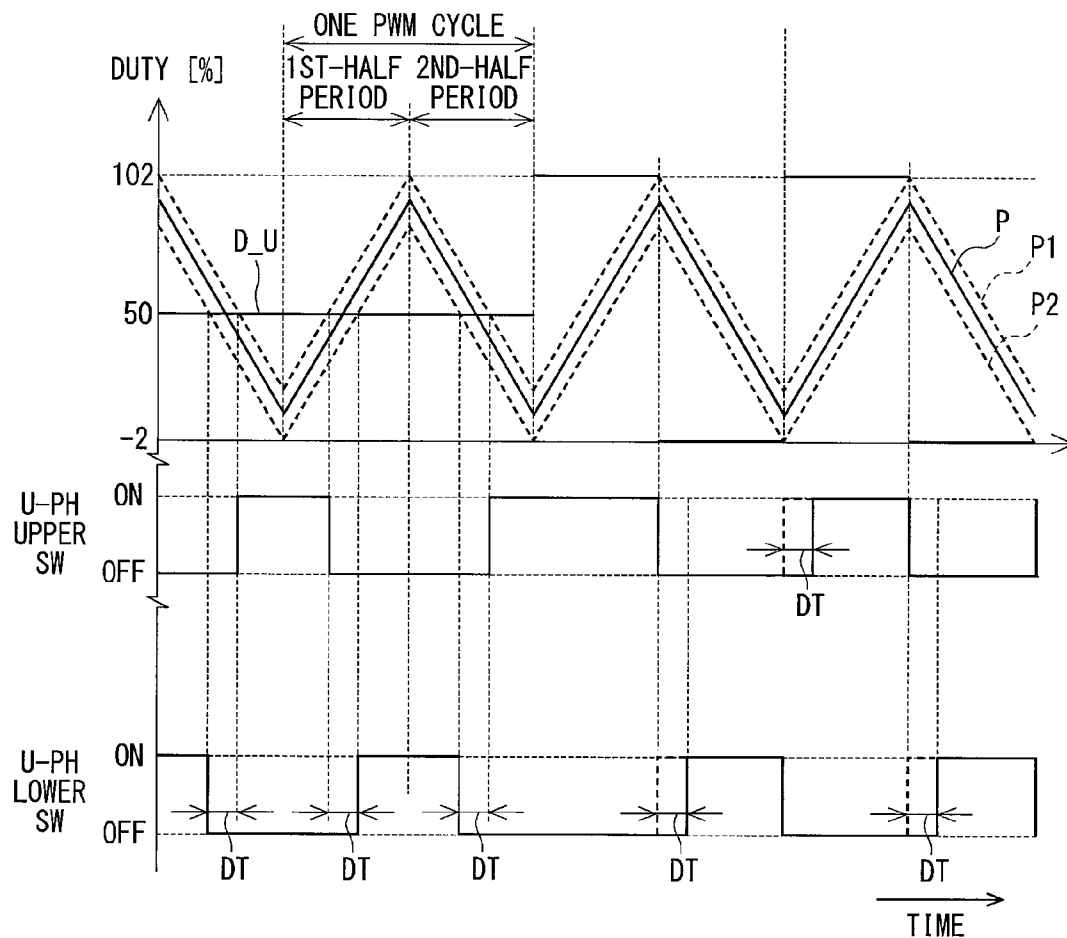 ONE PWM CYCLE
DUTY [%]
1ST-HALF PERIOD
2ND-HALF PERIOD
102
D_U
P
P1
50
P2
-2
ON
U-PH UPPER SW
OFF
DT
ON
U-PH LOWER SW
OFF
DT
DT
DT
DT
DT
TIME